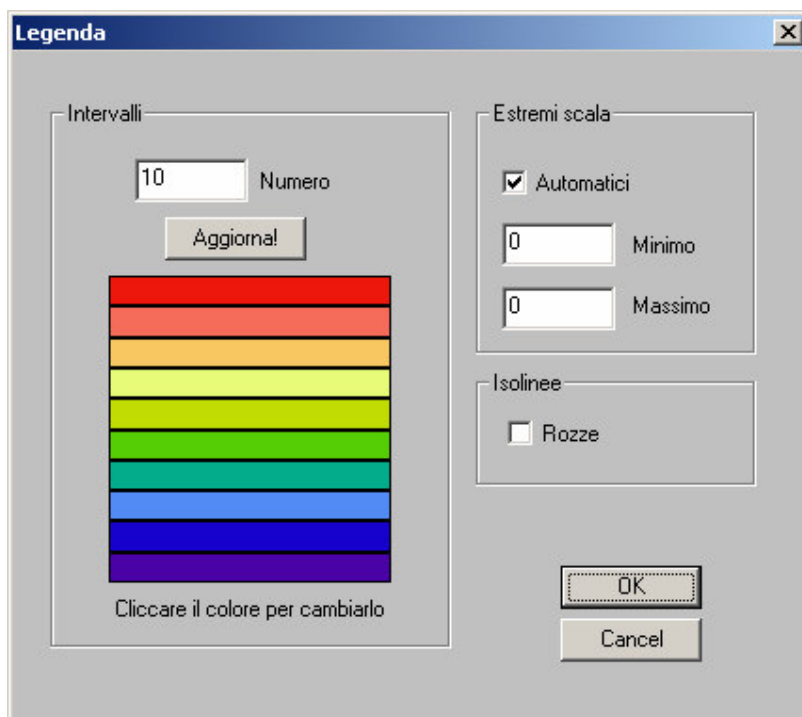 Legenda
Intervalli
10 Numero
Aggiorna!
Cliccare il colore per cambiarlo
Estremi scala
Automatici
0 Minimo
0 Massimo
Isolinee
Rozze
OK
Cancel